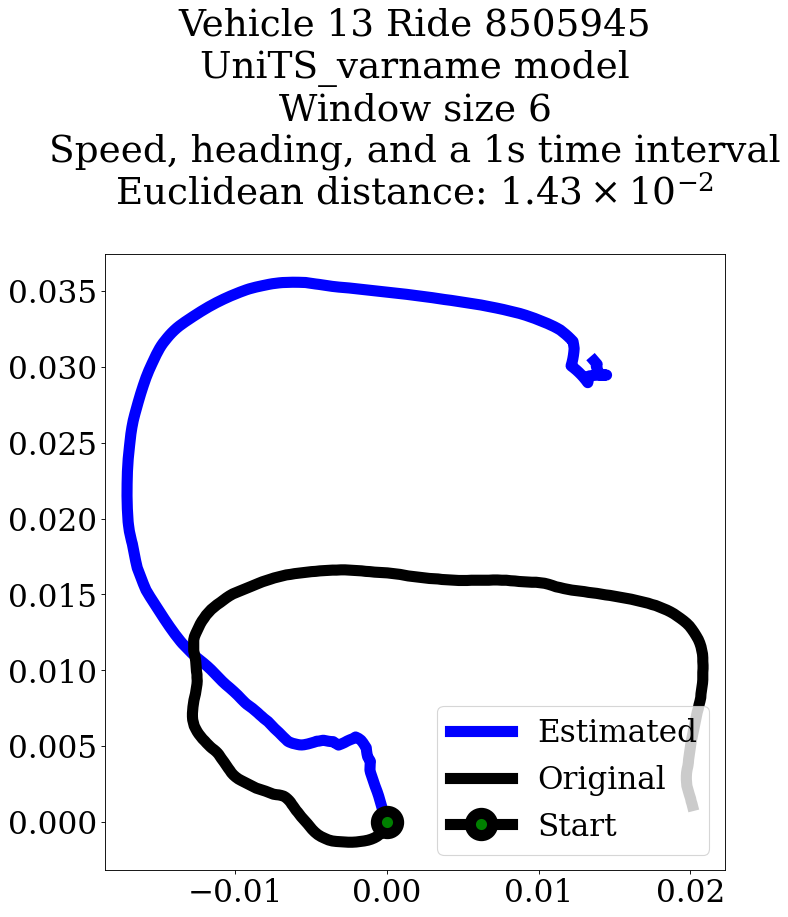 Vehicle 13 Ride 8505945
UniTS_varname model
Window size 6
Speed, heading, and a 1s time interval
Euclidean distance: 1.43 × 10⁻²
0.035
0.030
0.025
0.020
0.015
0.010
0.005
0.000
Estimated
Original
Start
−0.01 0.00 0.01 0.02